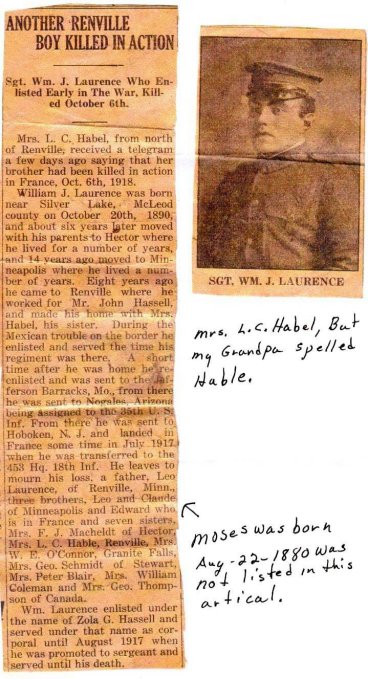 ANOTHER RENVILLE
BOY KILLED IN ACTION
Sgt. Wm. J. Laurence Who En-
listed Early in The War, Kill-
ed October 6th.
Mrs. L. C. Habel, from north
of Renville, received a telegram
a few days ago saying that her
brother had been killed in action
in France, Oct. 6th, 1918.
William J. Laurence was born
near Silver Lake, McLeod
county on October 20th, 1890,
and about six years later moved
with his parents to Hector where
he lived for a number of years,
and 14 years ago moved to Min-
neapolis where he lived a num-
ber of years. Eight years ago
he came to Renville where he
worked for Mr. John Hassell,
and made his home with Mrs.
Habel, his sister. During the
Mexican trouble on the border he
enlisted and served the time his
regiment was there. A short
time after he was home he
enlisted and was sent to the
ferson Barracks, Mo., from there
he was sent to Nogales, Arizona
being assigned to the 35th U. S.
Inf. From there he was sent to
Hoboken, N. J. and landed in
France some time in July 1917
when he was transferred to the
453 Hq. 18th Inf. He leaves to
mourn his loss, a father, Leo
Laurence, of Renville, Minn.,
three brothers, Leo and Claude
of Minneapolis and Edward who
is in France and seven sisters,
Mrs. F. J. Macheldt of Hector,
Mrs. L. C. Hable, Renville, Mrs.
W. E. O'Connor, Granite Falls,
Mrs. Geo. Schmidt of Stewart,
Mrs. Peter Blair, Mrs. William
Coleman and Mrs. Geo. Thomp-
son of Canada.
Wm. Laurence enlisted under
the name of Zola G. Hassell and
served under that name as cor-
poral until August 1917 when
he was promoted to sergeant and
served until his death.
SGT. WM. J. LAURENCE
mrs. L.C. Habel, But
my Grandpa spelled
Hable.
moses was born
Aug-22-1880 was
not listed in this
artical.